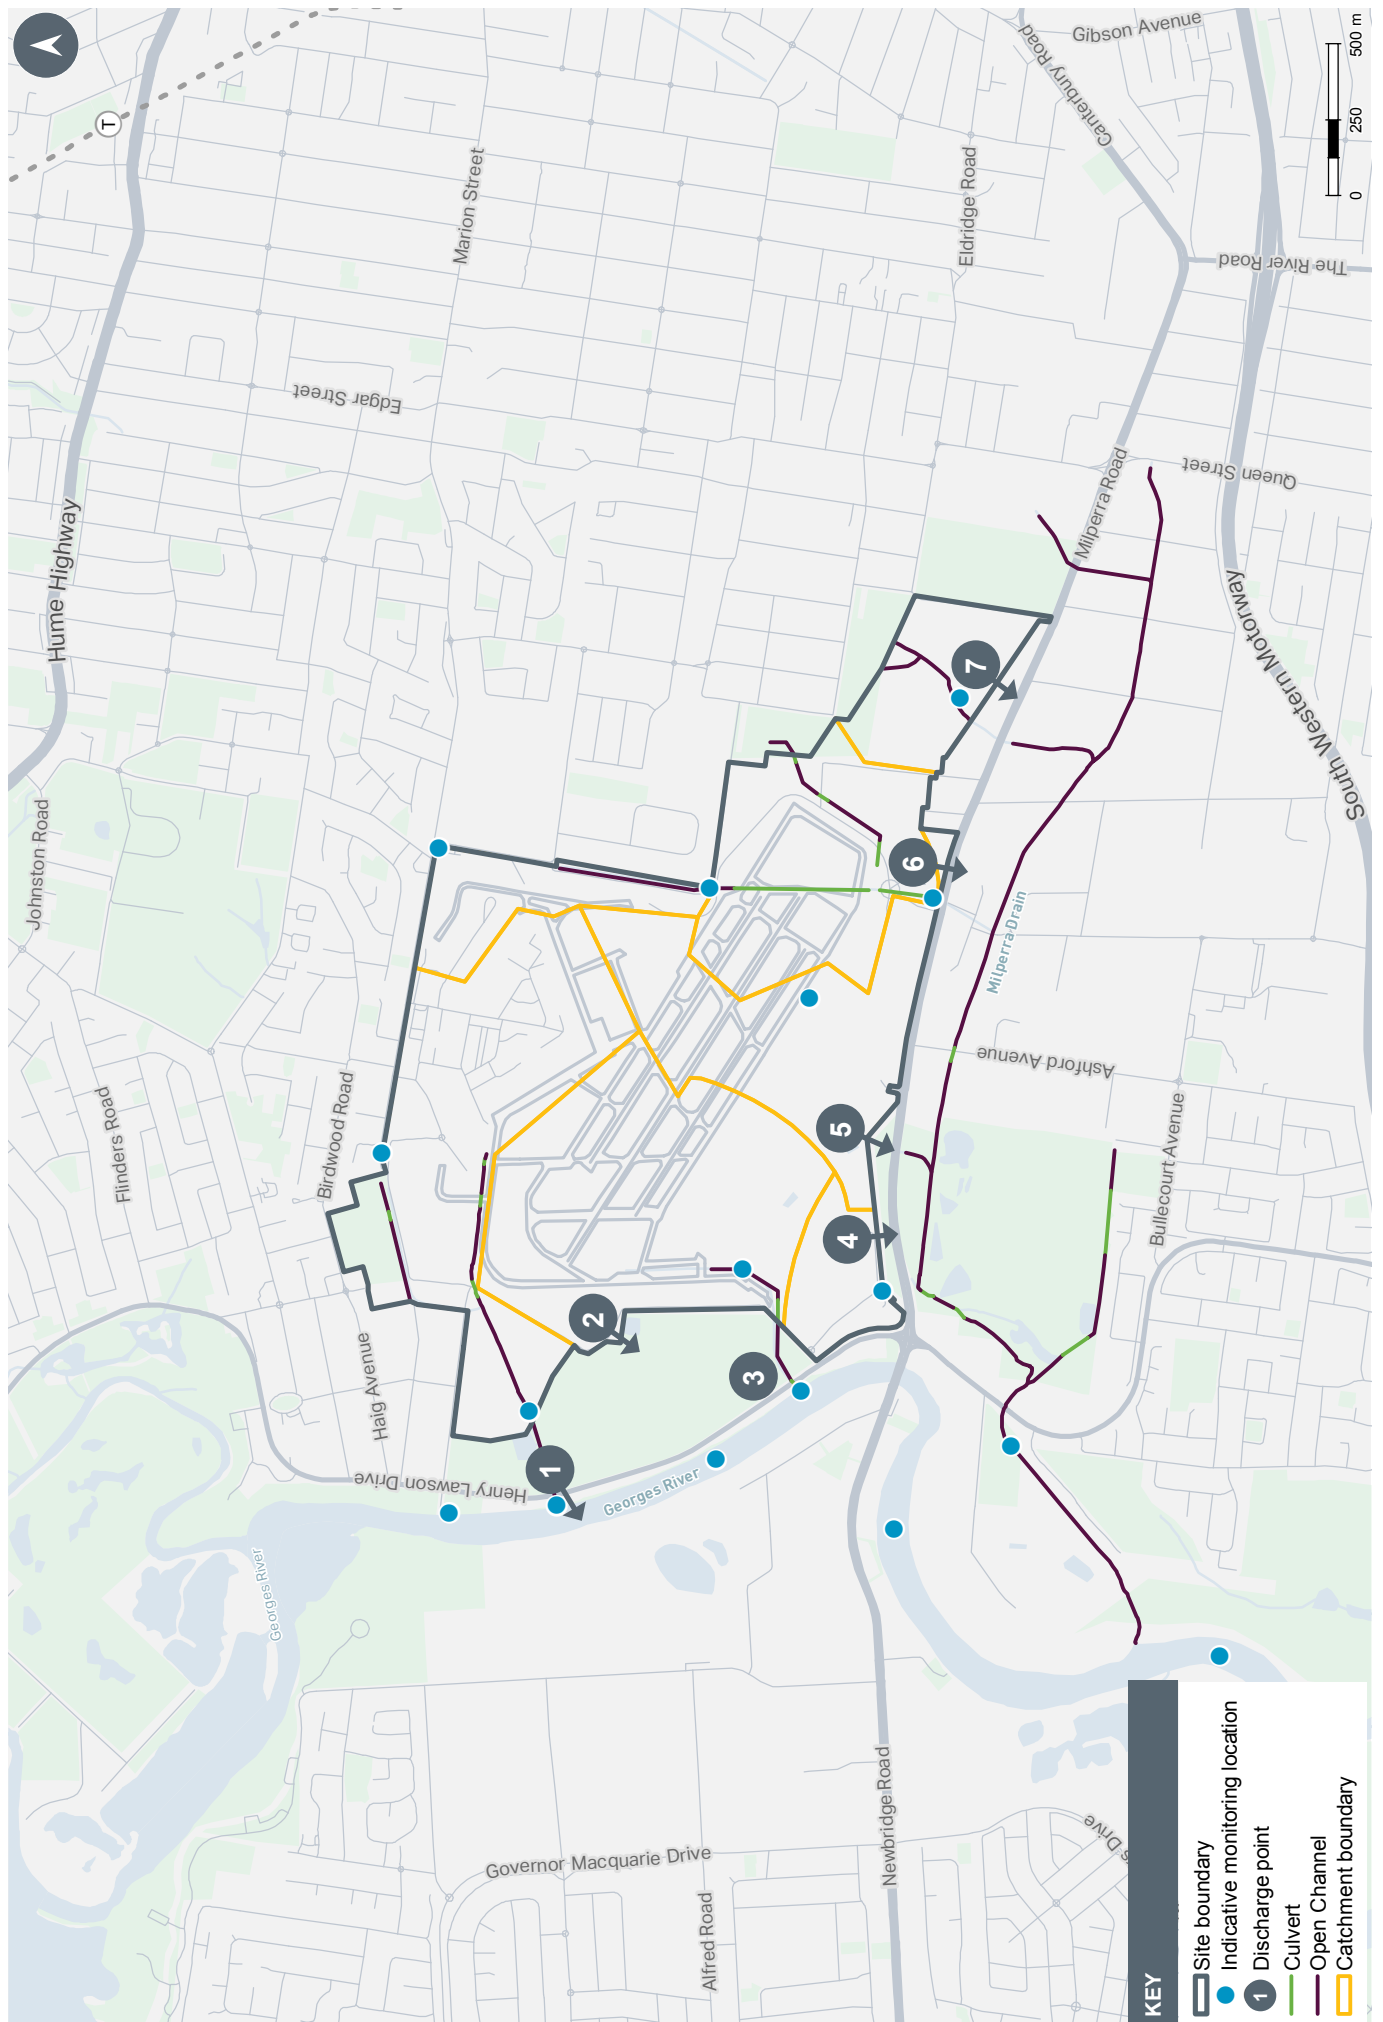 Hume Highway
T
Johnston Road
Flinders Road
Birdwood Road
Haig Avenue
Henry Lawson Drive
Georges River
Georges River
Governor Macquarie Drive
Alfred Road
Newbridge Road
Marion Street
Edgar Street
Eldridge Road
Canterbury Road
Gibson Avenue
The River Road
Milperra Road
Queen Street
South Western Motorway
Milperra Drain
Ashford Avenue
Bullecourt Avenue
s Drive
1
2
3
4
5
6
7
0
250
500 m
KEY
Site boundary
Indicative monitoring location
1
Discharge point
Culvert
Open Channel
Catchment boundary